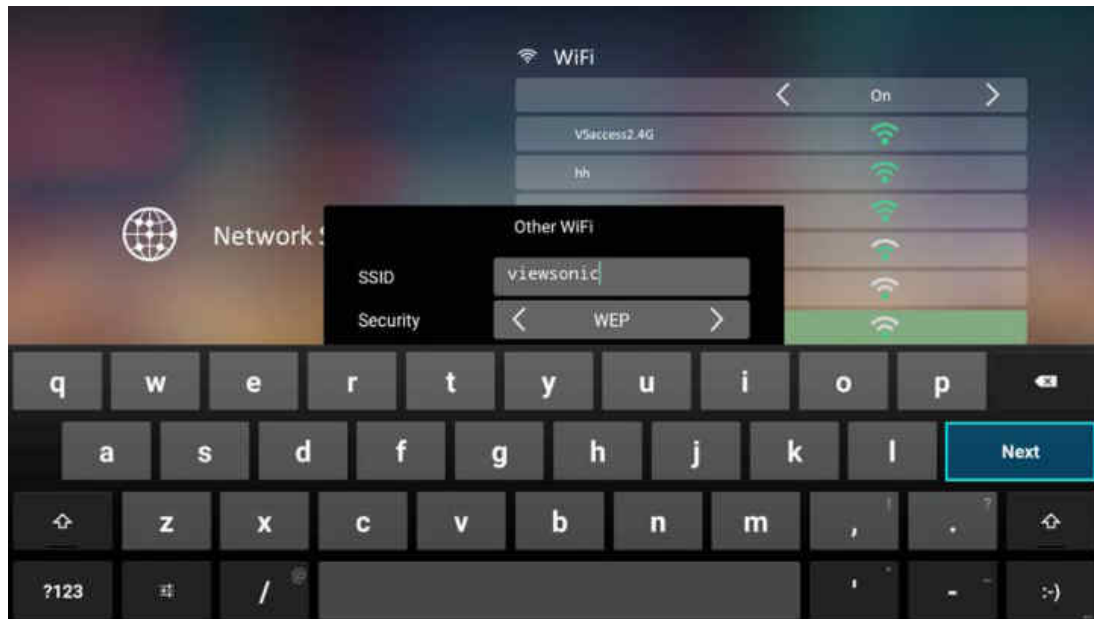 WiFi
On
VSaccess2.4G
hh
Network S
Other WiFi
SSID viewsonic
Security WEP
q w e r t y u i o p
a s d f g h j k l Next
z x c v b n m , ! . ?
?123 / @ ' " - _ :-)